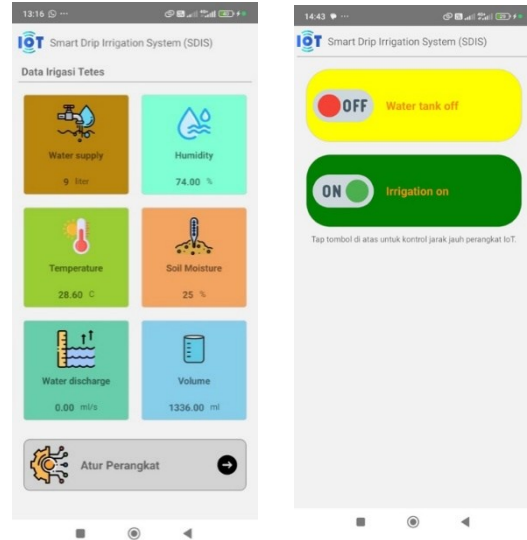 13:16
IOT Smart Drip Irrigation System (SDIS)
Data Irigasi Tetes
Water supply
9 liter
Humidity
74.00 %
Temperature
28.60 C
Soil Moisture
25 %
Water discharge
0.00 ml/s
Volume
1336.00 ml
Atur Perangkat
14:43
IOT Smart Drip Irrigation System (SDIS)
OFF Water tank off
ON Irrigation on
Tap tombol di atas untuk kontrol jarak jauh perangkat IoT.